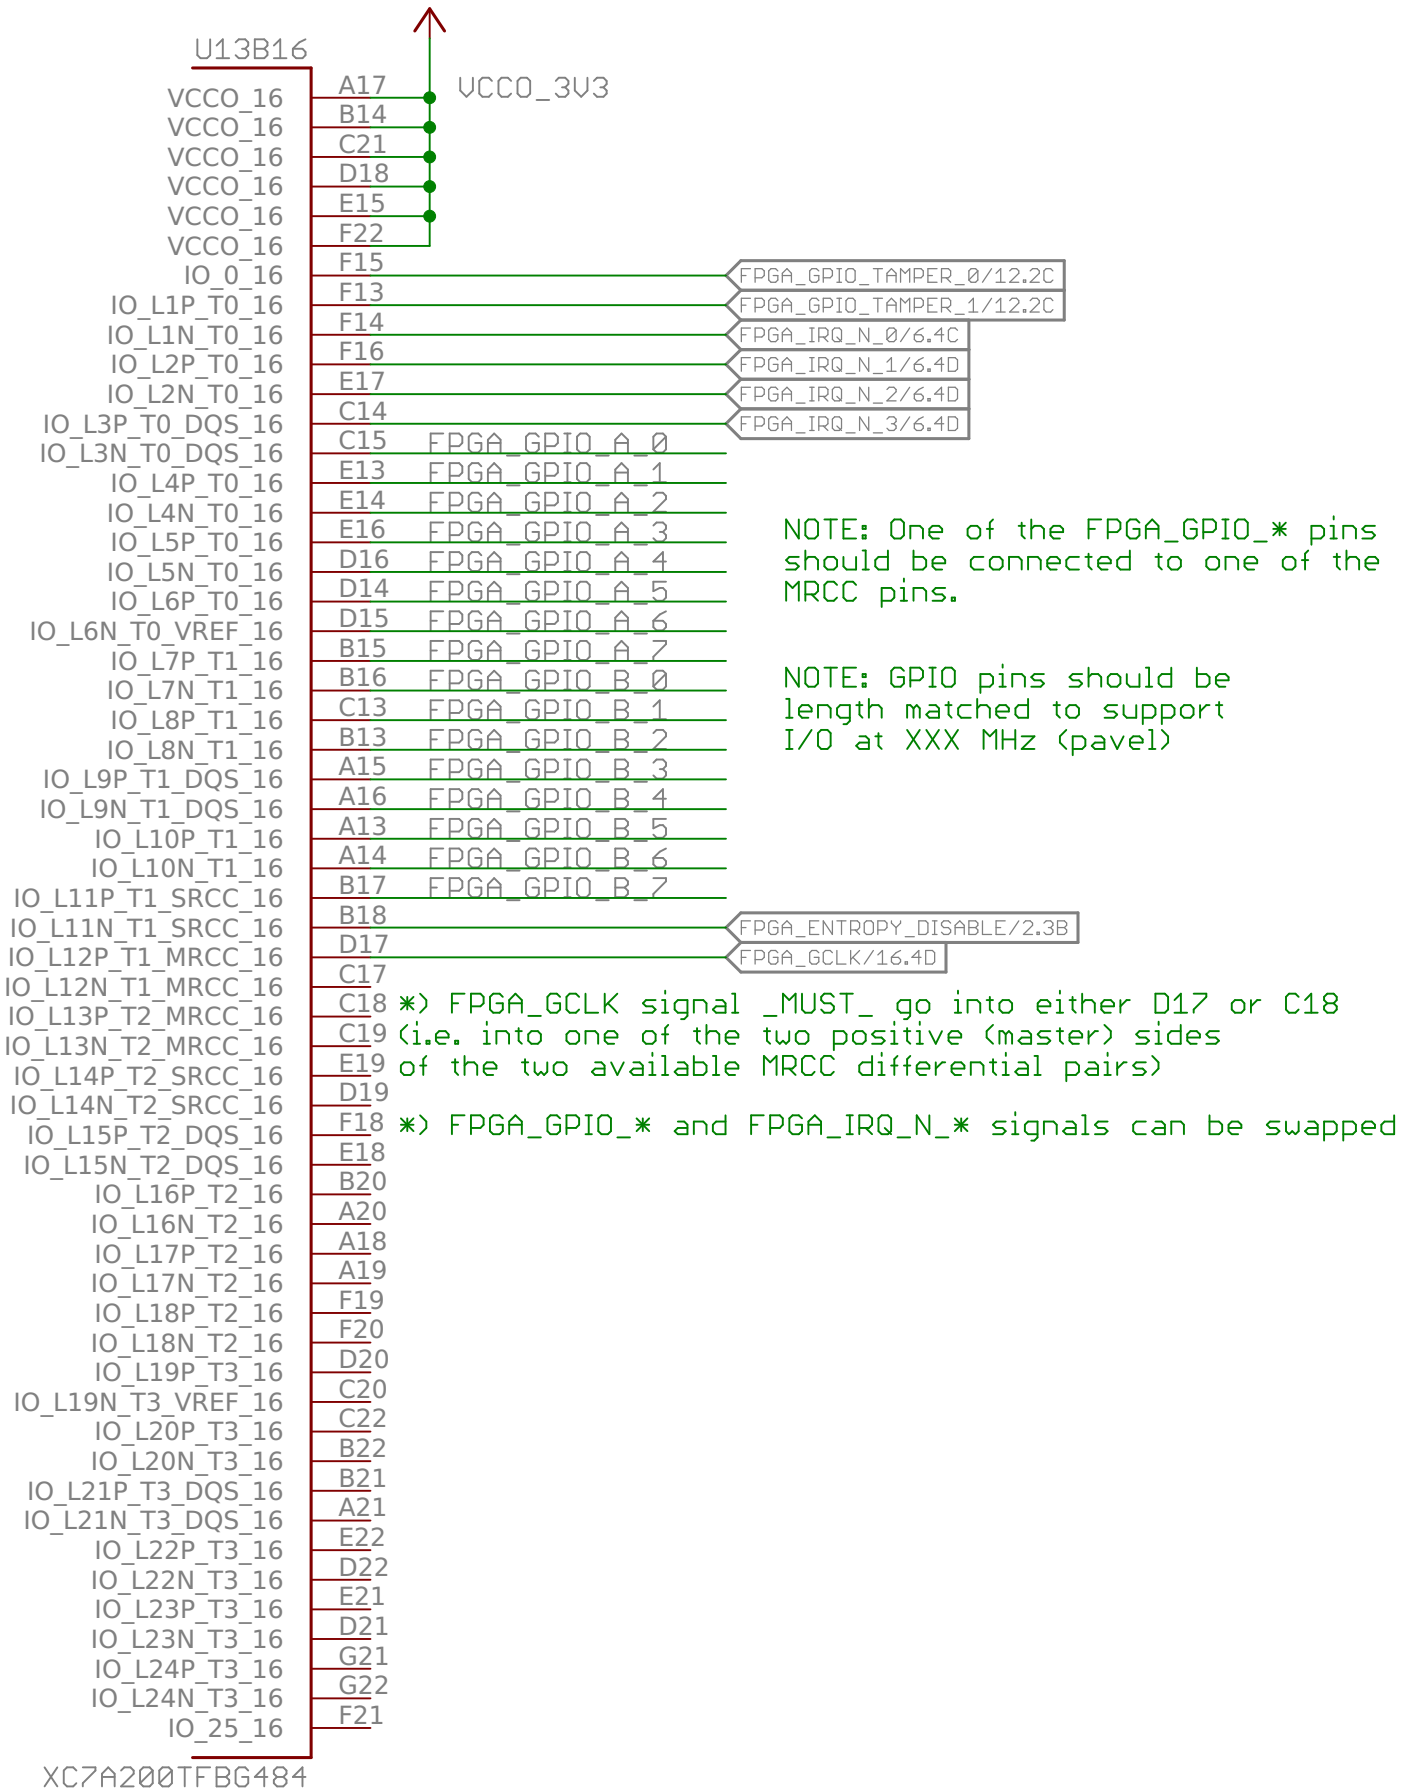 U13B16
VCCO_3V3
VCCO_16 A17
VCCO_16 B14
VCCO_16 C21
VCCO_16 D18
VCCO_16 E15
VCCO_16 F22
IO_0_16 F15 FPGA_GPIO_TAMPER_0/12.2C
IO_L1P_T0_16 F13 FPGA_GPIO_TAMPER_1/12.2C
IO_L1N_T0_16 F14 FPGA_IRQ_N_0/6.4C
IO_L2P_T0_16 F16 FPGA_IRQ_N_1/6.4D
IO_L2N_T0_16 E17 FPGA_IRQ_N_2/6.4D
IO_L3P_T0_DQS_16 C14 FPGA_IRQ_N_3/6.4D
IO_L3N_T0_DQS_16 C15 FPGA_GPIO_A_0
IO_L4P_T0_16 E13 FPGA_GPIO_A_1
IO_L4N_T0_16 E14 FPGA_GPIO_A_2
IO_L5P_T0_16 E16 FPGA_GPIO_A_3
IO_L5N_T0_16 D16 FPGA_GPIO_A_4
IO_L6P_T0_16 D14 FPGA_GPIO_A_5
IO_L6N_T0_VREF_16 D15 FPGA_GPIO_A_6
IO_L7P_T1_16 B15 FPGA_GPIO_A_7
IO_L7N_T1_16 B16 FPGA_GPIO_B_0
IO_L8P_T1_16 C13 FPGA_GPIO_B_1
IO_L8N_T1_16 B13 FPGA_GPIO_B_2
IO_L9P_T1_DQS_16 A15 FPGA_GPIO_B_3
IO_L9N_T1_DQS_16 A16 FPGA_GPIO_B_4
IO_L10P_T1_16 A13 FPGA_GPIO_B_5
IO_L10N_T1_16 A14 FPGA_GPIO_B_6
IO_L11P_T1_SRCC_16 B17 FPGA_GPIO_B_7
IO_L11N_T1_SRCC_16 B18 FPGA_ENTROPY_DISABLE/2.3B
IO_L12P_T1_MRCC_16 D17 FPGA_GCLK/16.4D
IO_L12N_T1_MRCC_16 C17
IO_L13P_T2_MRCC_16 C18
IO_L13N_T2_MRCC_16 C19
IO_L14P_T2_SRCC_16 E19
IO_L14N_T2_SRCC_16 D19
IO_L15P_T2_DQS_16 F18
IO_L15N_T2_DQS_16 E18
IO_L16P_T2_16 B20
IO_L16N_T2_16 A20
IO_L17P_T2_16 A18
IO_L17N_T2_16 A19
IO_L18P_T2_16 F19
IO_L18N_T2_16 F20
IO_L19P_T3_16 D20
IO_L19N_T3_VREF_16 C20
IO_L20P_T3_16 C22
IO_L20N_T3_16 B22
IO_L21P_T3_DQS_16 B21
IO_L21N_T3_DQS_16 A21
IO_L22P_T3_16 E22
IO_L22N_T3_16 D22
IO_L23P_T3_16 E21
IO_L23N_T3_16 D21
IO_L24P_T3_16 G21
IO_L24N_T3_16 G22
IO_25_16 F21
XC7A200TFBG484
NOTE: One of the FPGA_GPIO_* pins
should be connected to one of the
MRCC pins.
NOTE: GPIO pins should be
length matched to support
I/O at XXX MHz (pavel)
*) FPGA_GCLK signal _MUST_ go into either D17 or C18
(i.e. into one of the two positive (master) sides
of the two available MRCC differential pairs)
*) FPGA_GPIO_* and FPGA_IRQ_N_* signals can be swapped